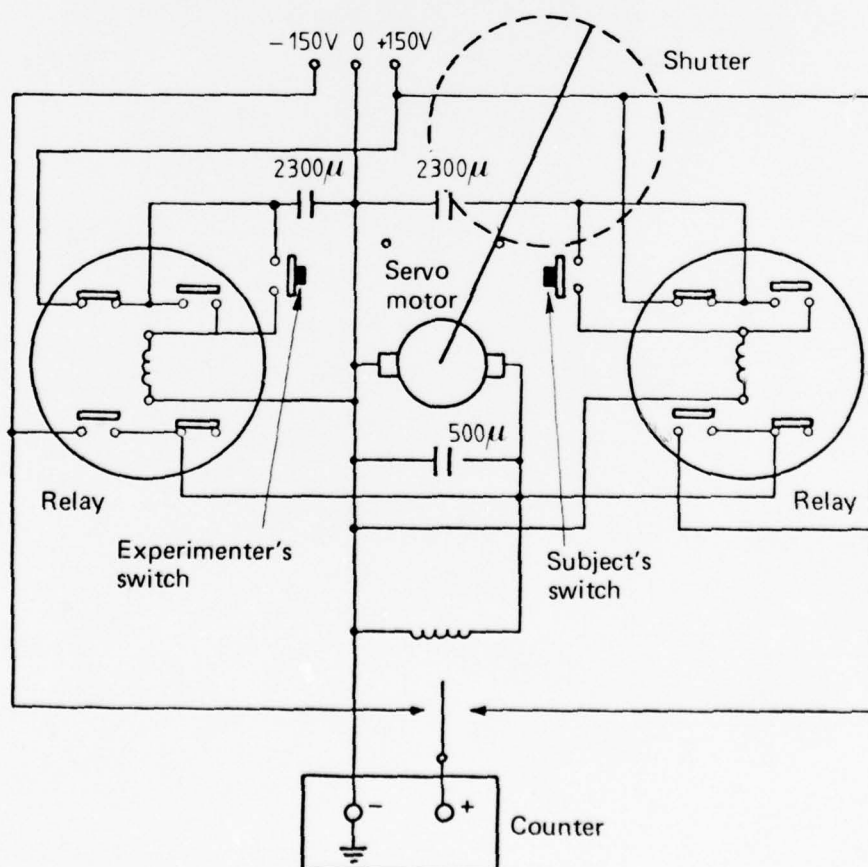 – 150V 0 +150V
Shutter
2300µ 2300µ
Servo
motor
500µ
Relay
Relay
Experimenter's
switch
Subject's
switch
– +
Counter